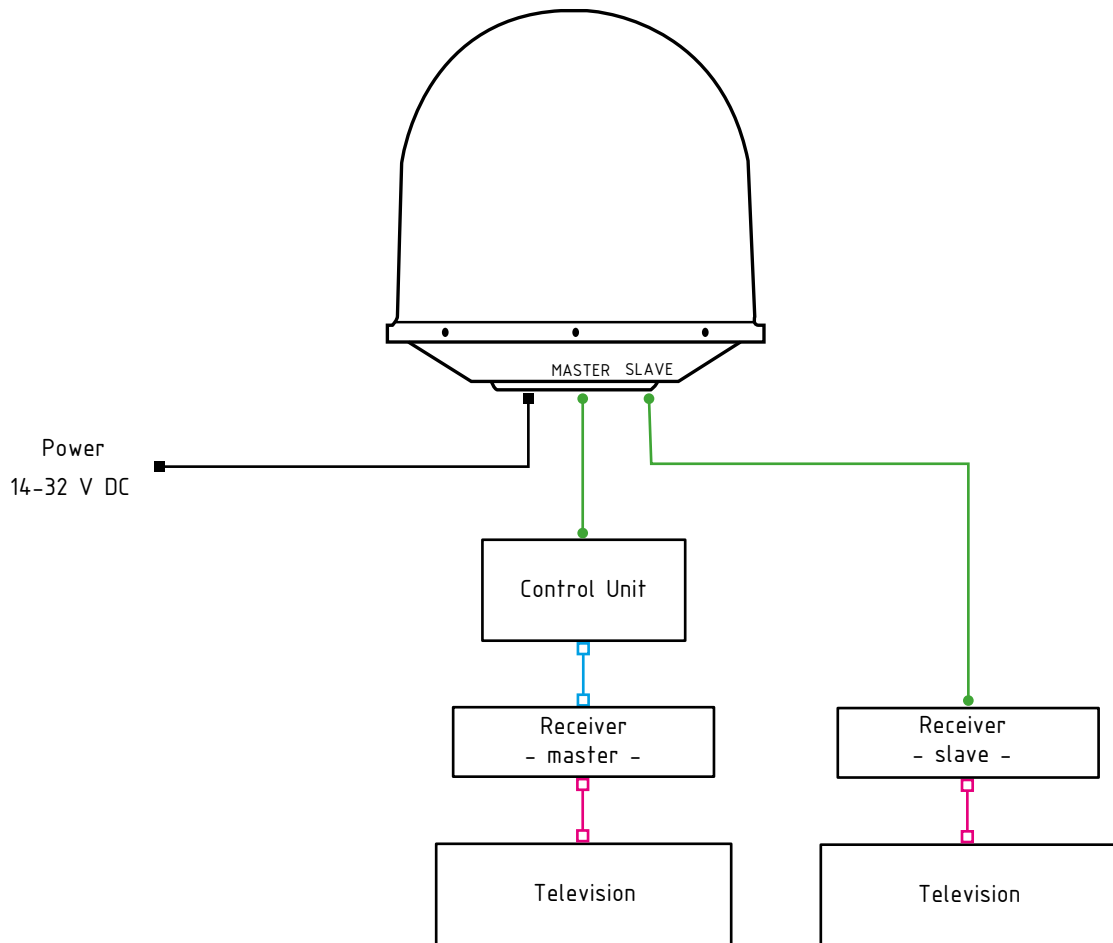 MASTER SLAVE
Power
14-32 V DC
Control Unit
Receiver
- master -
Receiver
- slave -
Television
Television